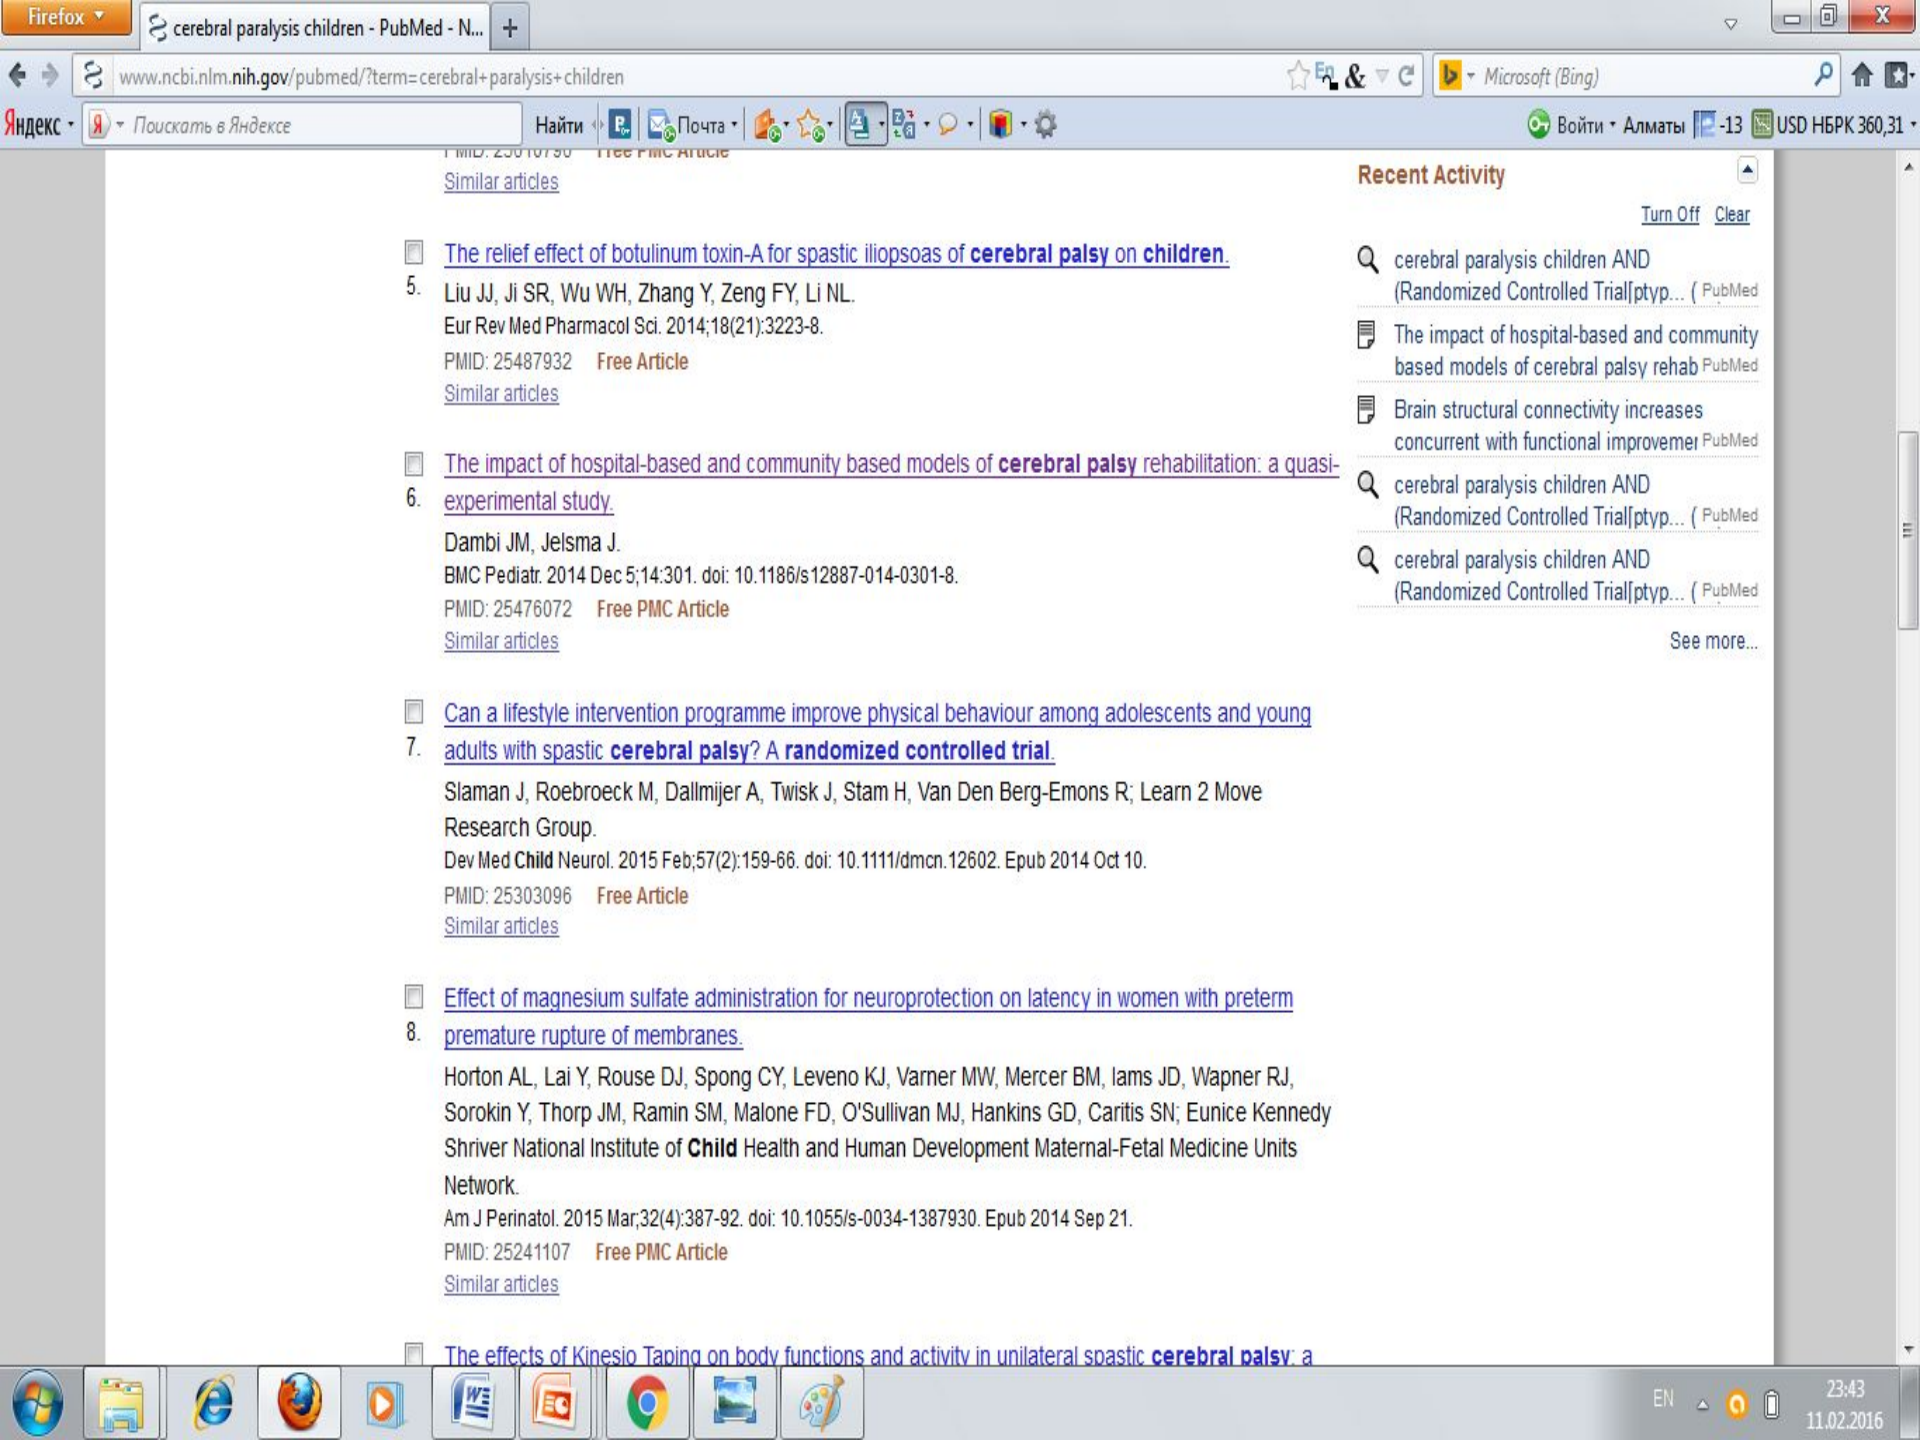 Firefox
cerebral paralysis children - PubMed - N...
www.ncbi.nlm.nih.gov/pubmed/?term=cerebral+paralysis+children
Microsoft (Bing)
Яндекс
Поискать в Яндексе
Найти
Почта
Войти
Алматы
-13
USD НБРК 360,31
PMID: 25610790 Free PMC Article
Similar articles
5.
The relief effect of botulinum toxin-A for spastic iliopsoas of cerebral palsy on children.
Liu JJ, Ji SR, Wu WH, Zhang Y, Zeng FY, Li NL.
Eur Rev Med Pharmacol Sci. 2014;18(21):3223-8.
PMID: 25487932 Free Article
Similar articles
6.
The impact of hospital-based and community based models of cerebral palsy rehabilitation: a quasi-
experimental study.
Dambi JM, Jelsma J.
BMC Pediatr. 2014 Dec 5;14:301. doi: 10.1186/s12887-014-0301-8.
PMID: 25476072 Free PMC Article
Similar articles
7.
Can a lifestyle intervention programme improve physical behaviour among adolescents and young
adults with spastic cerebral palsy? A randomized controlled trial.
Slaman J, Roebroeck M, Dallmijer A, Twisk J, Stam H, Van Den Berg-Emons R; Learn 2 Move
Research Group.
Dev Med Child Neurol. 2015 Feb;57(2):159-66. doi: 10.1111/dmcn.12602. Epub 2014 Oct 10.
PMID: 25303096 Free Article
Similar articles
8.
Effect of magnesium sulfate administration for neuroprotection on latency in women with preterm
premature rupture of membranes.
Horton AL, Lai Y, Rouse DJ, Spong CY, Leveno KJ, Varner MW, Mercer BM, Iams JD, Wapner RJ,
Sorokin Y, Thorp JM, Ramin SM, Malone FD, O'Sullivan MJ, Hankins GD, Caritis SN; Eunice Kennedy
Shriver National Institute of Child Health and Human Development Maternal-Fetal Medicine Units
Network.
Am J Perinatol. 2015 Mar;32(4):387-92. doi: 10.1055/s-0034-1387930. Epub 2014 Sep 21.
PMID: 25241107 Free PMC Article
Similar articles
The effects of Kinesio Taping on body functions and activity in unilateral spastic cerebral palsy: a
Recent Activity
Turn Off Clear
cerebral paralysis children AND
(Randomized Controlled Trial[ptyp... ( PubMed
The impact of hospital-based and community
based models of cerebral palsy rehab PubMed
Brain structural connectivity increases
concurrent with functional improvemer PubMed
cerebral paralysis children AND
(Randomized Controlled Trial[ptyp... ( PubMed
cerebral paralysis children AND
(Randomized Controlled Trial[ptyp... ( PubMed
See more...
EN
23:43
11.02.2016